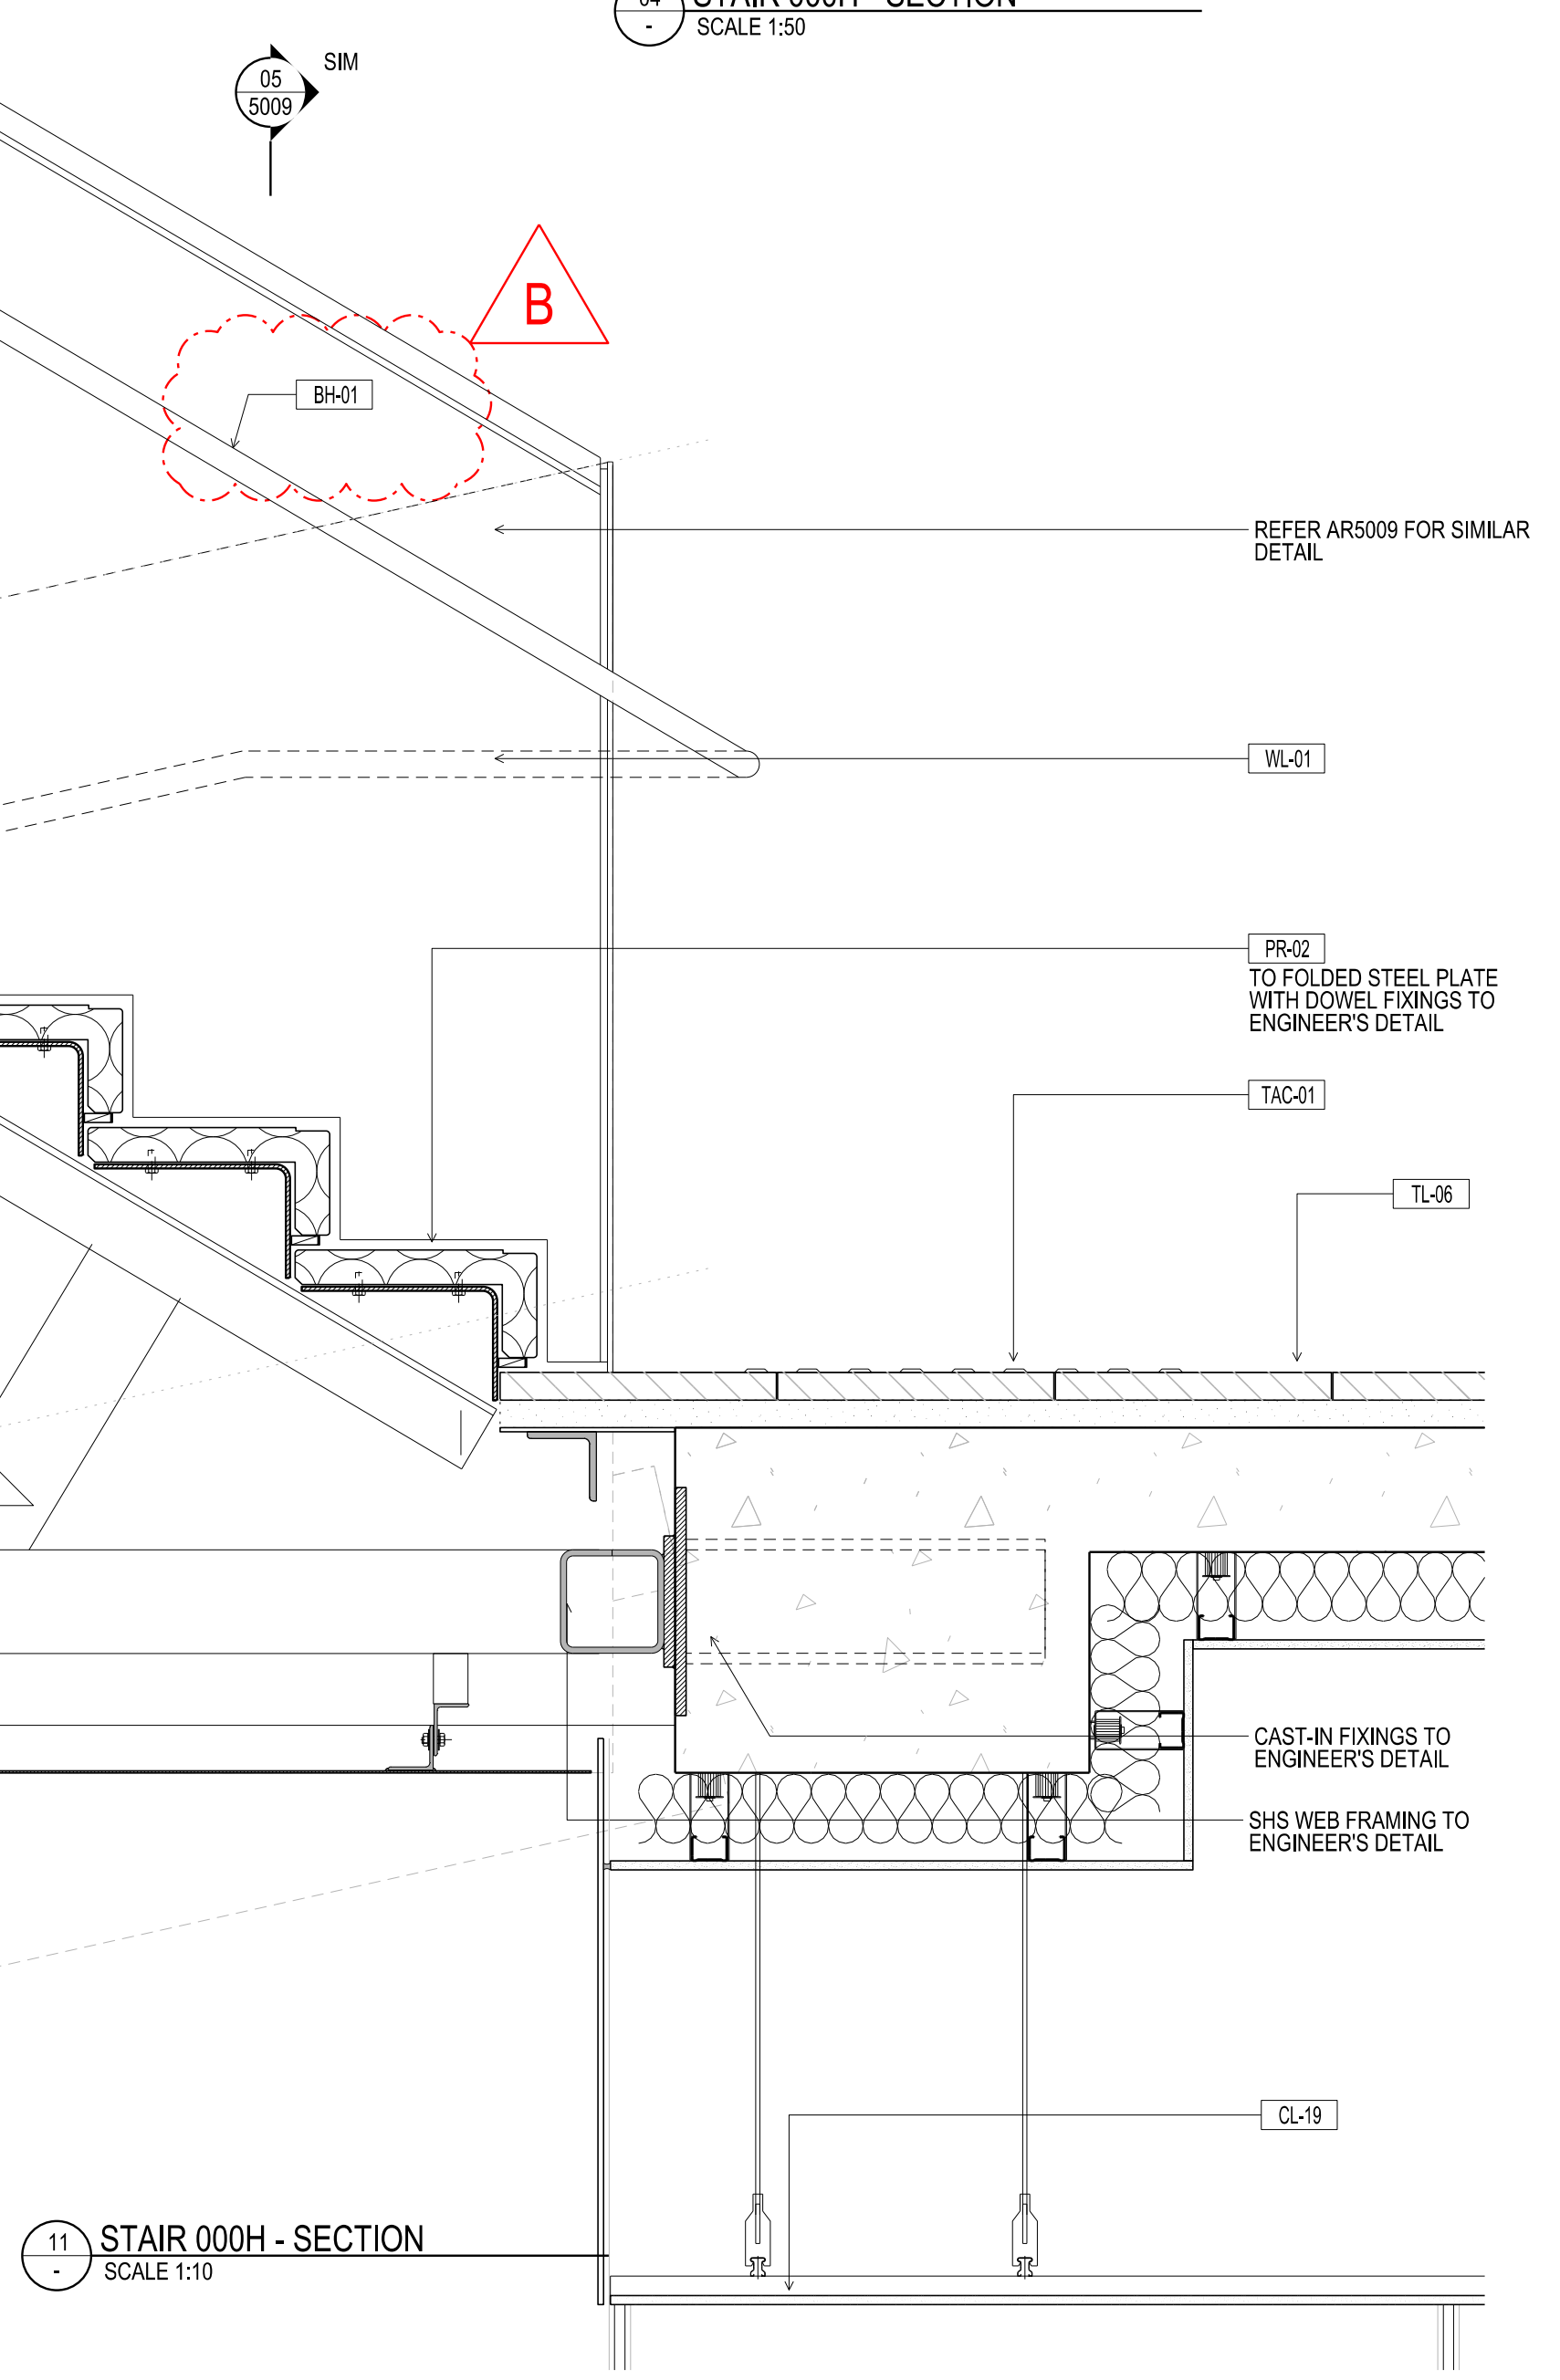 SCALE 1:50
05
5009
SIM
B
BH-01
REFER AR5009 FOR SIMILAR
DETAIL
WL-01
PR-02
TO FOLDED STEEL PLATE
WITH DOWEL FIXINGS TO
ENGINEER'S DETAIL
TAC-01
TL-06
CAST-IN FIXINGS TO
ENGINEER'S DETAIL
SHS WEB FRAMING TO
ENGINEER'S DETAIL
CL-19
11
-
STAIR 000H - SECTION
SCALE 1:10